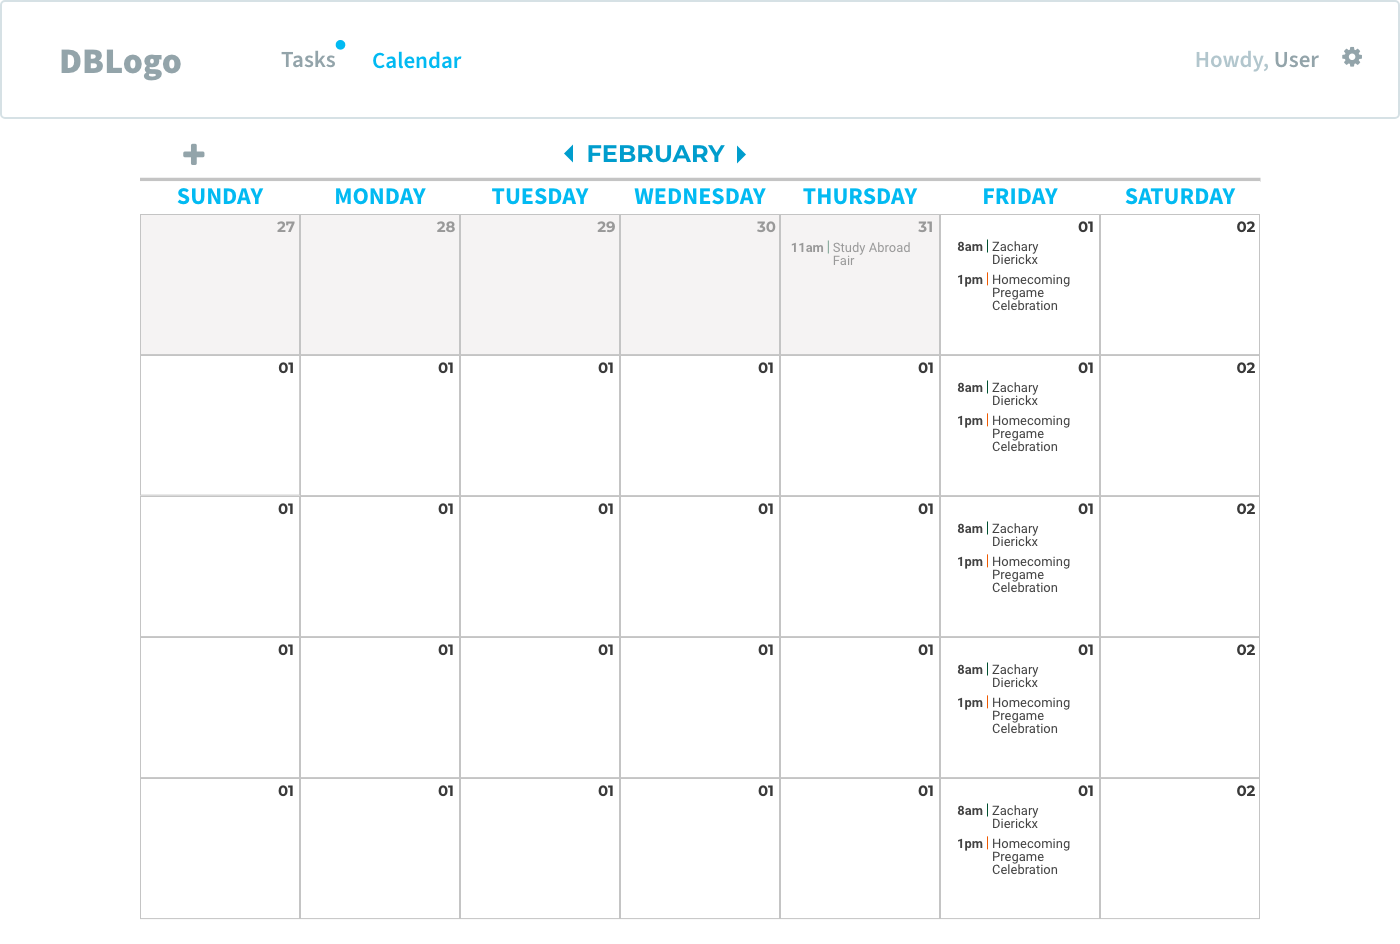 DBLogo Tasks Calendar Howdy, User
FEBRUARY
SUNDAY MONDAY TUESDAY WEDNESDAY THURSDAY FRIDAY SATURDAY
27 28 29 30 31 01 02
11am Study Abroad
Fair
8am Zachary
Dierickx
1pm Homecoming
Pregame
Celebration
01 01 01 01 01 01 02
8am Zachary
Dierickx
1pm Homecoming
Pregame
Celebration
01 01 01 01 01 01 02
8am Zachary
Dierickx
1pm Homecoming
Pregame
Celebration
01 01 01 01 01 01 02
8am Zachary
Dierickx
1pm Homecoming
Pregame
Celebration
01 01 01 01 01 01 02
8am Zachary
Dierickx
1pm Homecoming
Pregame
Celebration